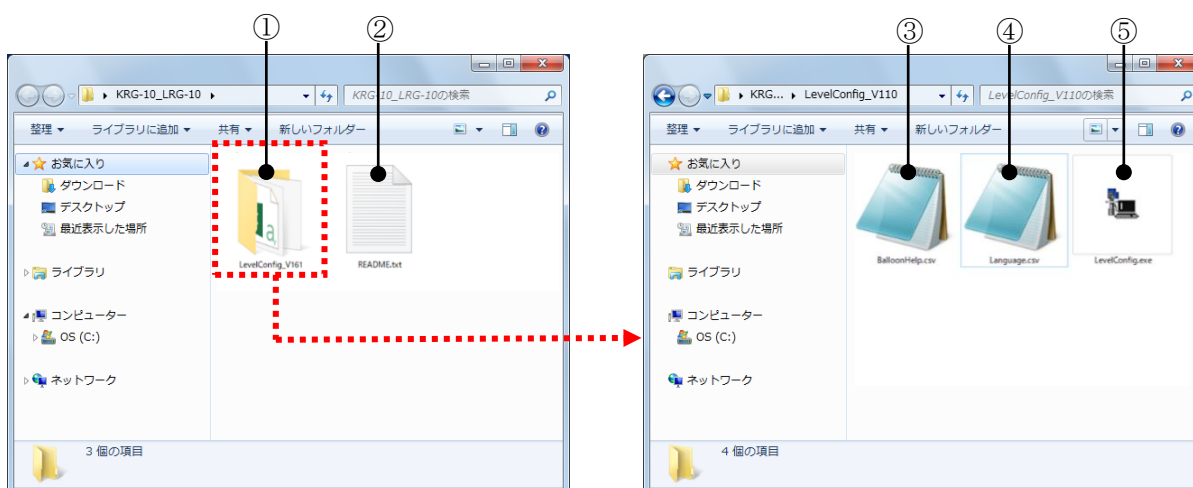 ① ②
KRG-10_LRG-10
KRG-10_LRG-10の検索
整理 ライブラリに追加 共有 新しいフォルダー
お気に入り
ダウンロード
デスクトップ
最近表示した場所
ライブラリ
コンピューター
OS (C:)
ネットワーク
LevelConfig_V161
README.txt
3 個の項目
③ ④ ⑤
KRG... LevelConfig_V110
LevelConfig_V110の検索
整理 ライブラリに追加 共有 新しいフォルダー
お気に入り
ダウンロード
デスクトップ
最近表示した場所
ライブラリ
コンピューター
OS (C:)
ネットワーク
BalloonHelp.csv
Language.csv
LevelConfig.exe
4 個の項目